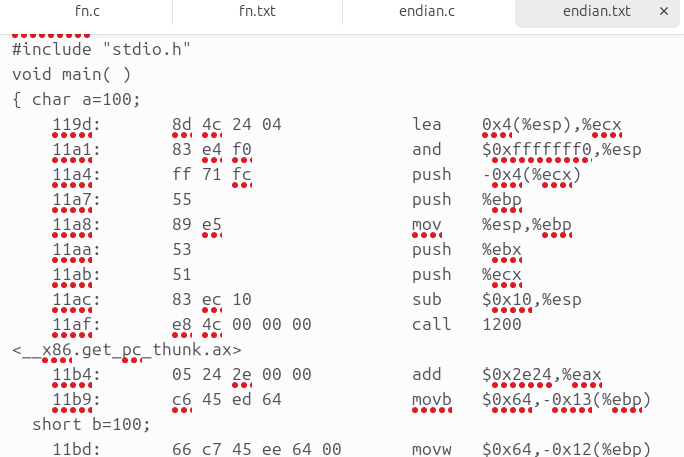 fn.c fn.txt endian.c endian.txt ×
#include "stdio.h"
void main( )
{ char a=100;
119d: 8d 4c 24 04 lea 0x4(%esp),%ecx
11a1: 83 e4 f0 and $0xfffffff0,%esp
11a4: ff 71 fc push -0x4(%ecx)
11a7: 55 push %ebp
11a8: 89 e5 mov %esp,%ebp
11aa: 53 push %ebx
11ab: 51 push %ecx
11ac: 83 ec 10 sub $0x10,%esp
11af: e8 4c 00 00 00 call 1200
<__x86.get_pc_thunk.ax>
11b4: 05 24 2e 00 00 add $0x2e24,%eax
11b9: c6 45 ed 64 movb $0x64,-0x13(%ebp)
short b=100;
11bd: 66 c7 45 ee 64 00 movw $0x64,-0x12(%ebp)